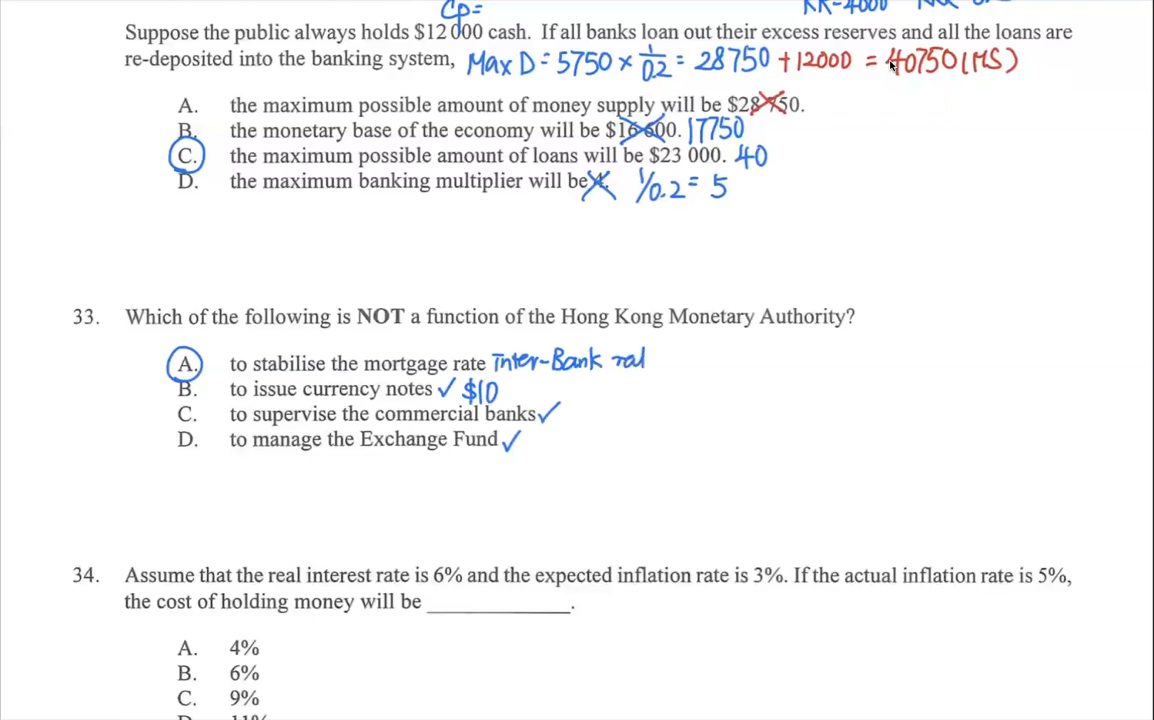 Cp=
RR=4000
Suppose the public always holds $12 000 cash. If all banks loan out their excess reserves and all the loans are
re-deposited into the banking system, Max D = 5750 × 1/0.2 = 28750 + 12000 = 40750 (MS)
A. the maximum possible amount of money supply will be $28 750.
B. the monetary base of the economy will be $16 600. 17750
C. the maximum possible amount of loans will be $23 000. 40
D. the maximum banking multiplier will be 4. 1/0.2 = 5
33. Which of the following is NOT a function of the Hong Kong Monetary Authority?
A. to stabilise the mortgage rate Inter-Bank rat
B. to issue currency notes ✓ $10
C. to supervise the commercial banks ✓
D. to manage the Exchange Fund ✓
34. Assume that the real interest rate is 6% and the expected inflation rate is 3%. If the actual inflation rate is 5%,
the cost of holding money will be ______________.
A. 4%
B. 6%
C. 9%
D. 11%